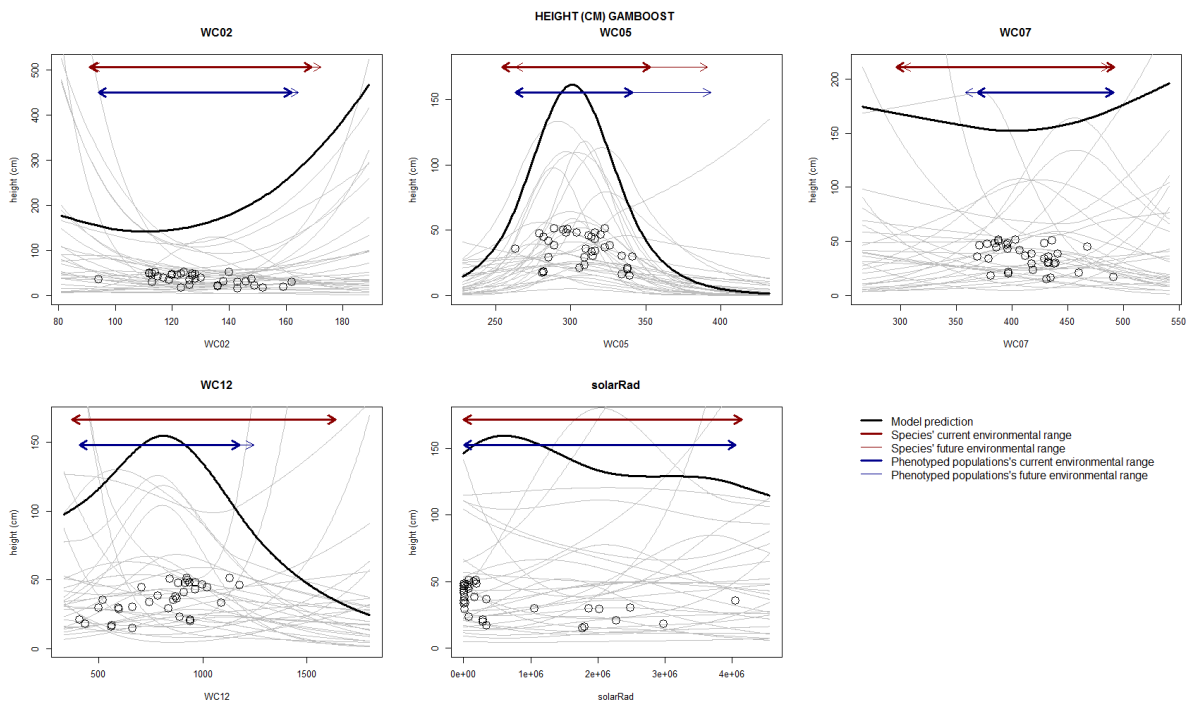 HEIGHT (CM) GAMBOOST
WC02
500
400
300
200
100
0
height (cm)
80 100 120 140 160 180
WC02
WC05
150
100
50
0
height (cm)
250 300 350 400
WC05
WC07
200
150
100
50
0
height (cm)
300 350 400 450 500 550
WC07
WC12
150
100
50
0
height (cm)
500 1000 1500
WC12
solarRad
150
100
50
0
height (cm)
0e+00 1e+06 2e+06 3e+06 4e+06
solarRad
Model prediction
Species' current environmental range
Species' future environmental range
Phenotyped populations's current environmental range
Phenotyped populations's future environmental range